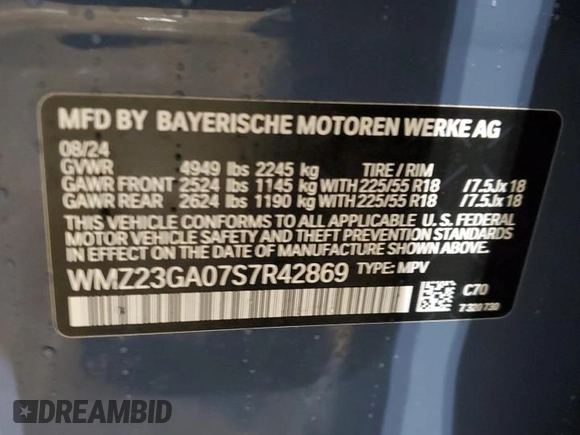 MFD BY BAYERISCHE MOTOREN WERKE AG
08/24
GVWR 4949 lbs 2245 kg TIRE / RIM
GAWR FRONT 2524 lbs 1145 kg WITH 225/55 R18 /7.5Jx18
GAWR REAR 2624 lbs 1190 kg WITH 225/55 R18 /7.5Jx18
THIS VEHICLE CONFORMS TO ALL APPLICABLE U. S. FEDERAL
MOTOR VEHICLE SAFETY AND THEFT PREVENTION STANDARDS
IN EFFECT ON THE DATE OF MANUFACTURE SHOWN ABOVE.
WMZ23GA07S7R42869 TYPE: MPV
C70
7 320730
DREAMBID